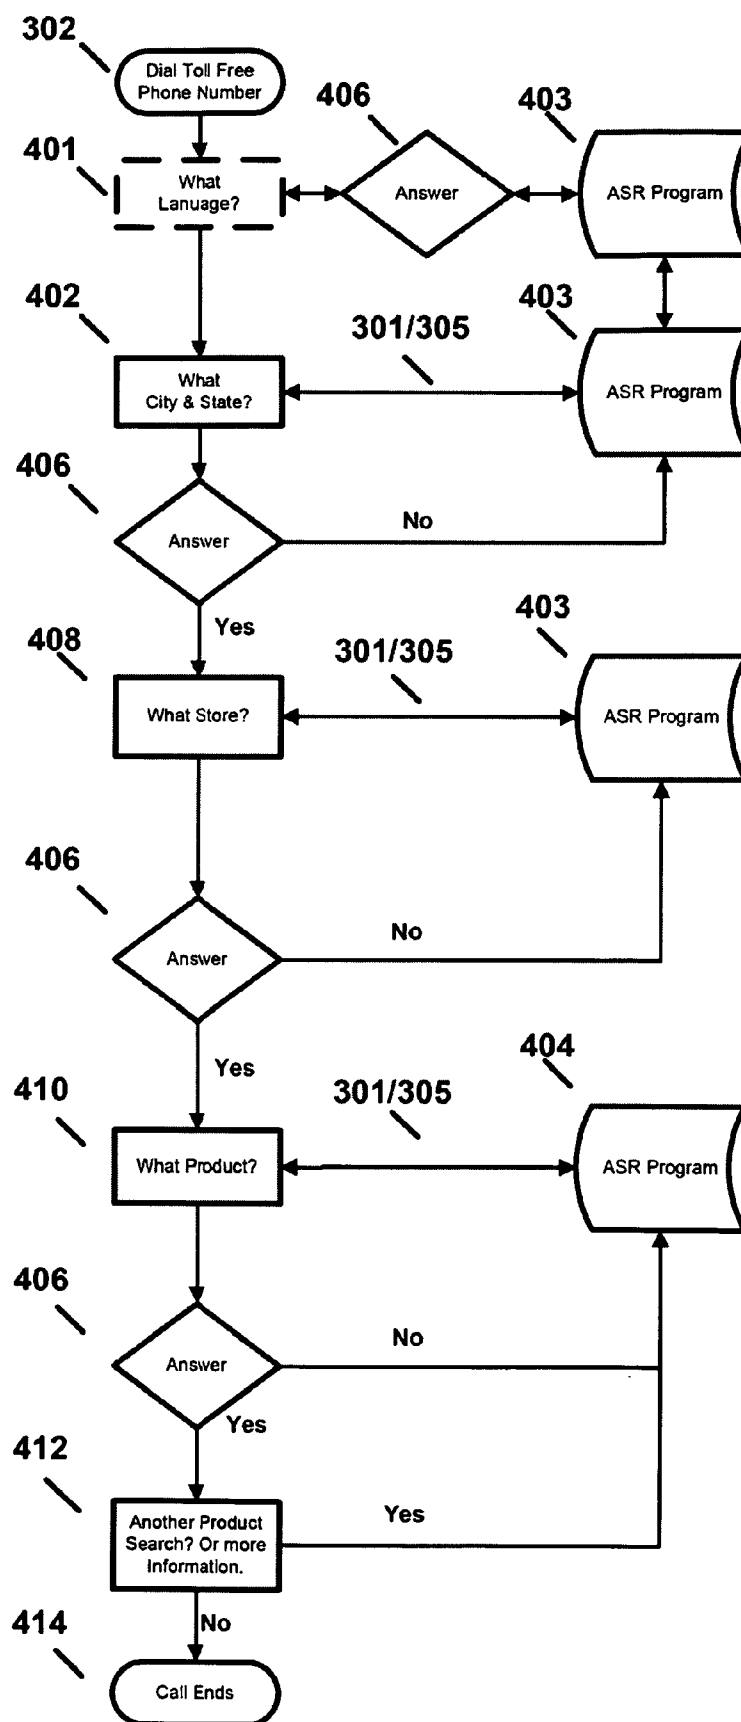 302
Dial Toll Free
Phone Number
406
403
401
What
Lanuage?
Answer
ASR Program
402
403
301/305
What
City & State?
ASR Program
406
No
Answer
Yes
403
408
301/305
What Store?
ASR Program
406
No
Answer
Yes
404
410
301/305
What Product?
ASR Program
406
No
Answer
Yes
412
Another Product
Search? Or more
Information.
Yes
No
414
Call Ends